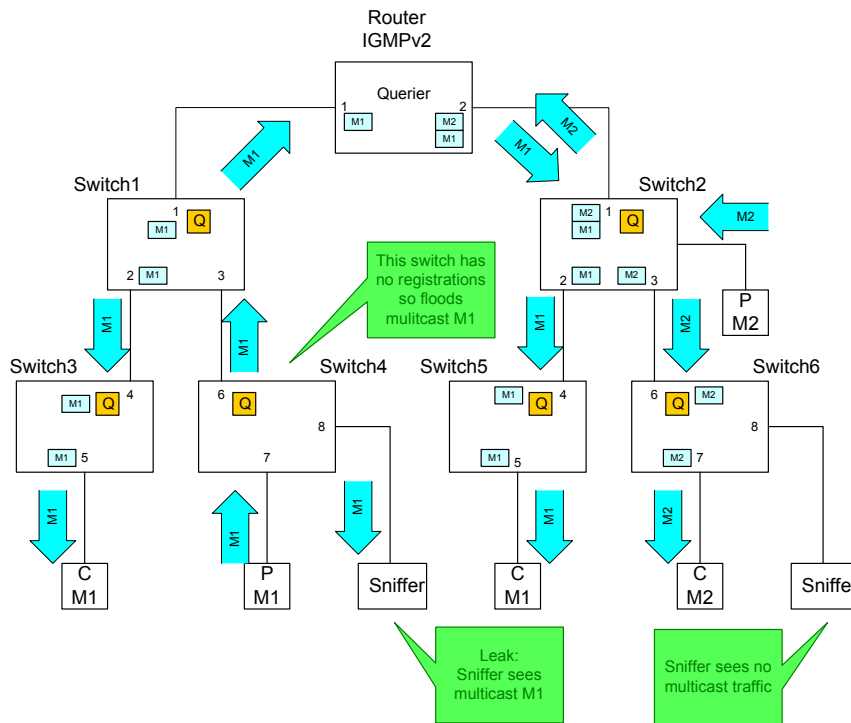 Router
IGMPv2
Querier
1
2
M1
M2
M1
M1
M2
M1
Switch1
Switch2
1
Q
M1
M2
M1
1
Q
M2
2
M1
3
2
M1
M2
3
This switch has
no registrations
so floods
mulitcast M1
P
M2
M1
M1
M1
M2
Switch3
Switch4
Switch5
Switch6
M1
Q
4
6
Q
8
M1
Q
4
6
Q
M2
8
M1
5
7
M1
5
M2
7
M1
M1
M1
M1
M2
C
M1
P
M1
Sniffer
C
M1
C
M2
Sniffe
Leak:
Sniffer sees
multicast M1
Sniffer sees no
multicast traffic